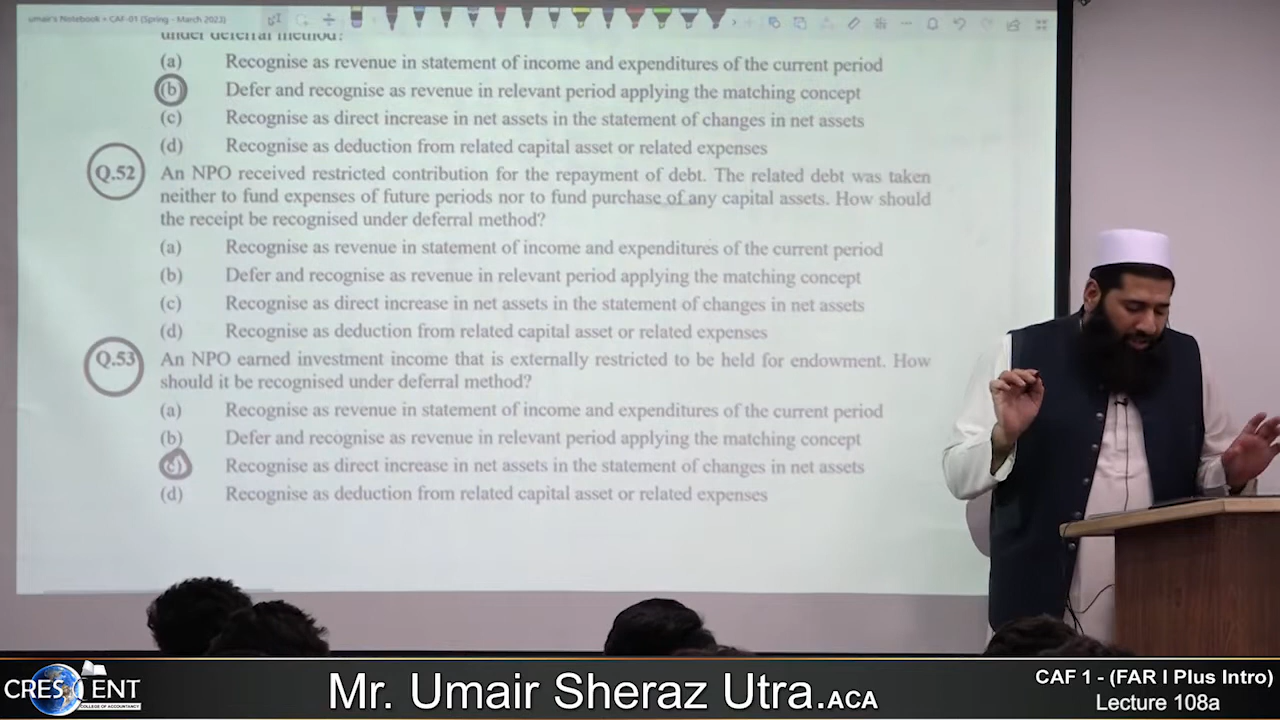 umair's Notebook > CAF-01 (Spring - March 2023)
under deferral method?
(a) Recognise as revenue in statement of income and expenditures of the current period
(b) Defer and recognise as revenue in relevant period applying the matching concept
(c) Recognise as direct increase in net assets in the statement of changes in net assets
(d) Recognise as deduction from related capital asset or related expenses
Q.52 An NPO received restricted contribution for the repayment of debt. The related debt was taken
neither to fund expenses of future periods nor to fund purchase of any capital assets. How should
the receipt be recognised under deferral method?
(a) Recognise as revenue in statement of income and expenditures of the current period
(b) Defer and recognise as revenue in relevant period applying the matching concept
(c) Recognise as direct increase in net assets in the statement of changes in net assets
(d) Recognise as deduction from related capital asset or related expenses
Q.53 An NPO earned investment income that is externally restricted to be held for endowment. How
should it be recognised under deferral method?
(a) Recognise as revenue in statement of income and expenditures of the current period
(b) Defer and recognise as revenue in relevant period applying the matching concept
(c) Recognise as direct increase in net assets in the statement of changes in net assets
(d) Recognise as deduction from related capital asset or related expenses
CRESCENT
COLLEGE OF ACCOUNTANCY
Mr. Umair Sheraz Utra.ACA
CAF 1 - (FAR I Plus Intro)
Lecture 108a